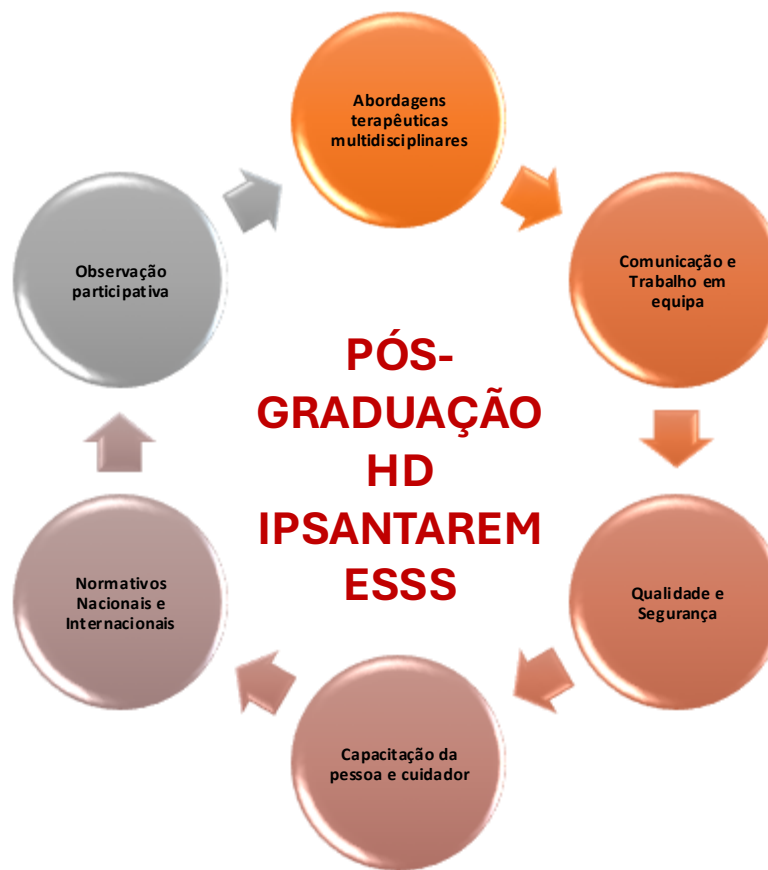 Abordagens
terapêuticas
multidisciplinares
Comunicação e
Trabalho em
equipa
Qualidade e
Segurança
Capacitação da
pessoa e cuidador
Normativos
Nacionais e
Internacionais
Observação
participativa
PÓS-
GRADUAÇÃO
HD
IPSANTAREM
ESSS